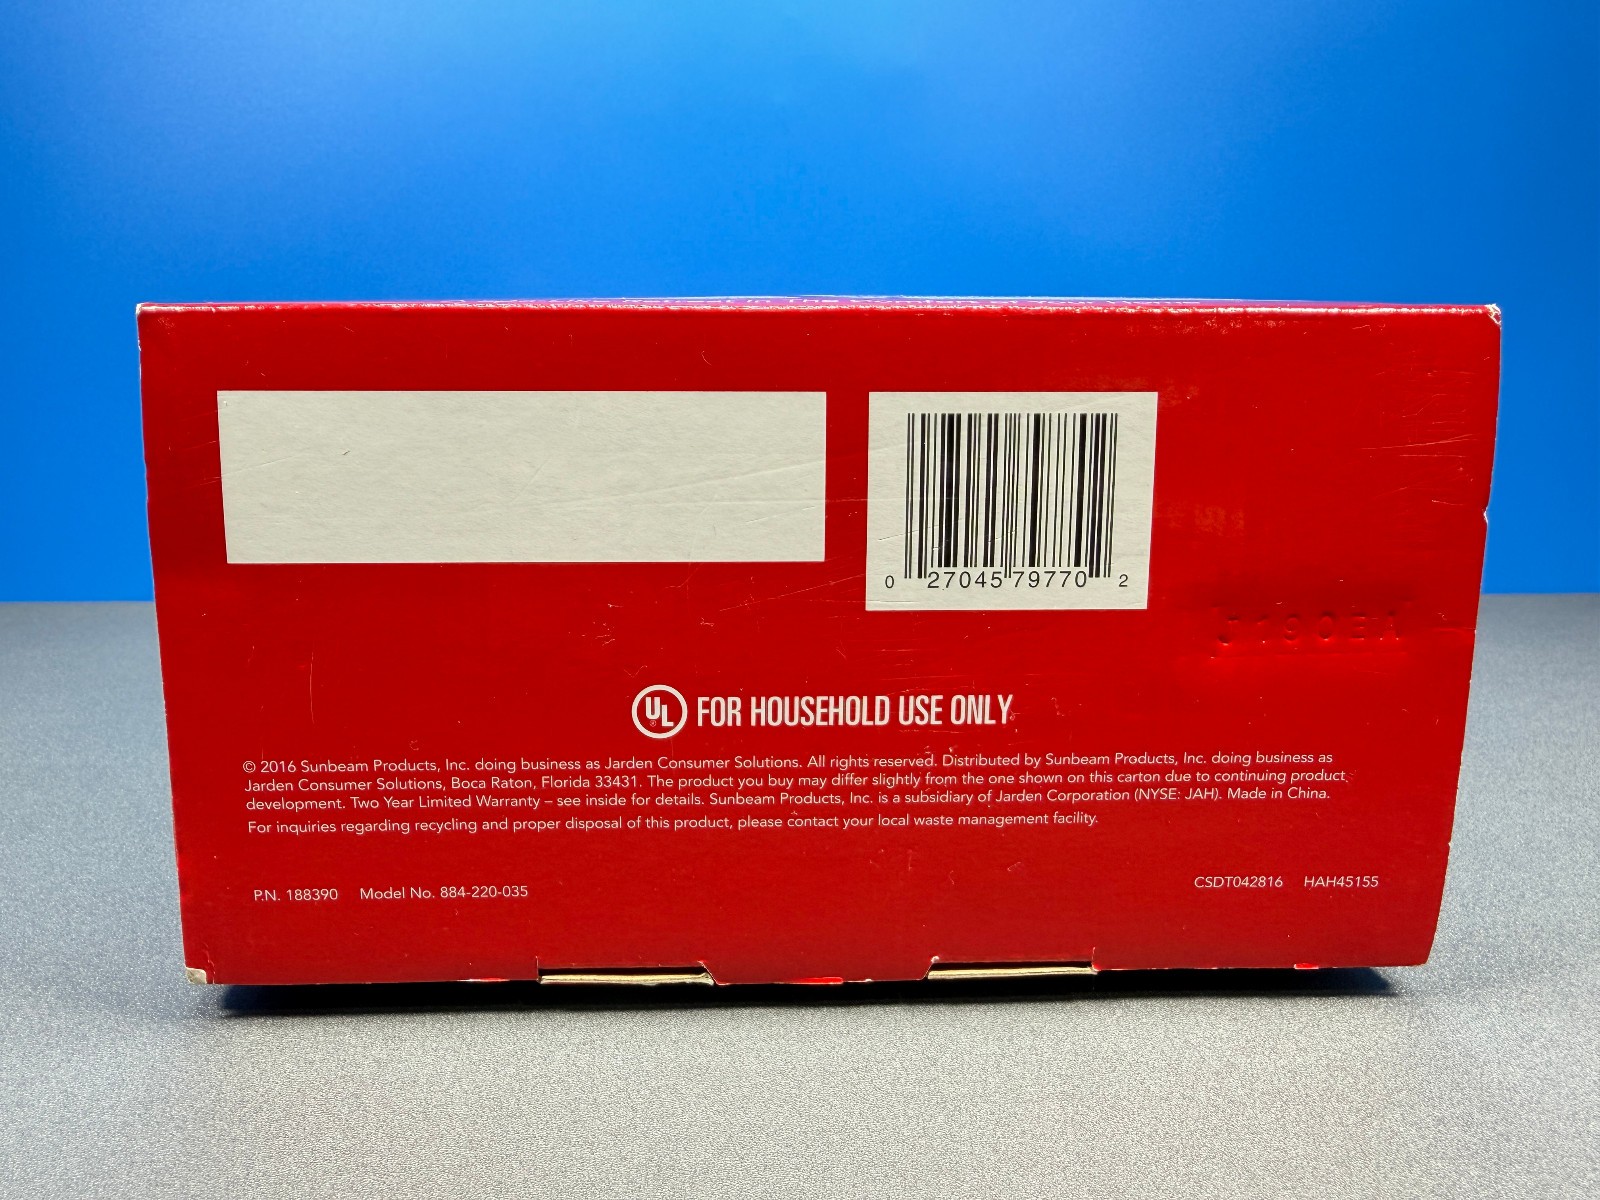 0 27045 79770 2
J190EA
UL FOR HOUSEHOLD USE ONLY
© 2016 Sunbeam Products, Inc. doing business as Jarden Consumer Solutions. All rights reserved. Distributed by Sunbeam Products, Inc. doing business as
Jarden Consumer Solutions, Boca Raton, Florida 33431. The product you buy may differ slightly from the one shown on this carton due to continuing product
development. Two Year Limited Warranty – see inside for details. Sunbeam Products, Inc. is a subsidiary of Jarden Corporation (NYSE: JAH). Made in China.
For inquiries regarding recycling and proper disposal of this product, please contact your local waste management facility.
P.N. 188390 Model No. 884-220-035 CSDT042816 HAH45155